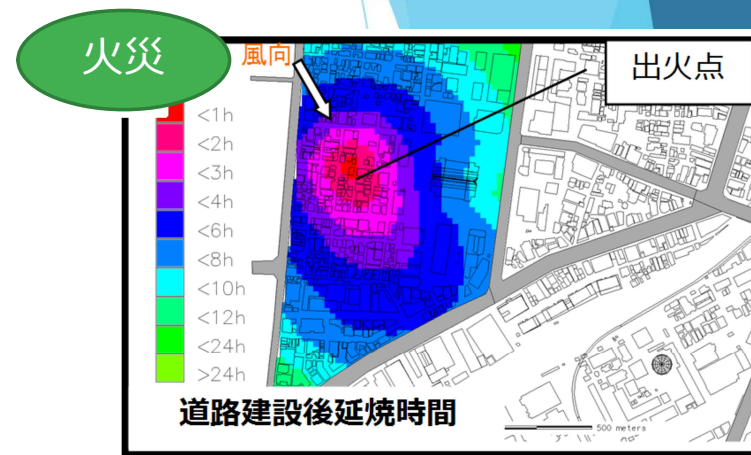 火災
風向
出火点
<1h
<2h
<3h
<4h
<6h
<8h
<10h
<12h
<24h
>24h
道路建設後延焼時間
500 meters